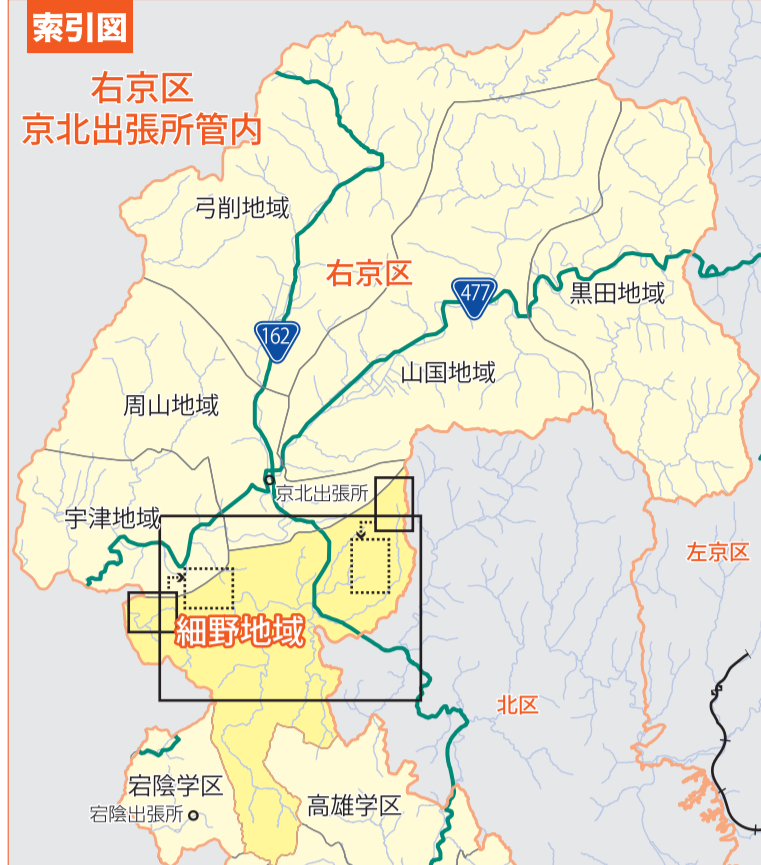 索引図
右京区
京北出張所管内
弓削地域
右京区
477
黒田地域
162
山国地域
周山地域
京北出張所
宇津地域
左京区
細野地域
北区
宕陰学区
高雄学区
宕陰出張所